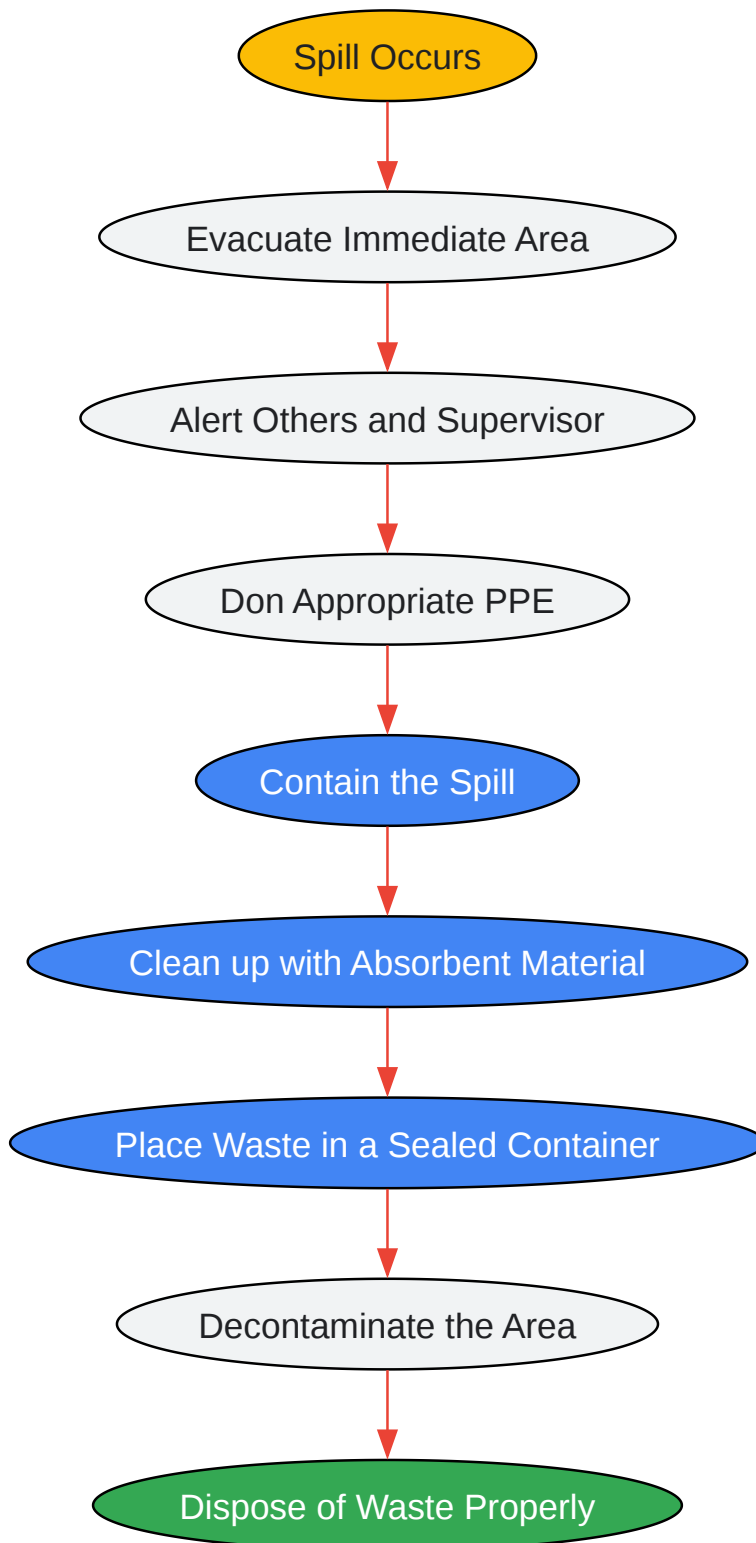 Spill Occurs
Evacuate Immediate Area
Alert Others and Supervisor
Don Appropriate PPE
Contain the Spill
Clean up with Absorbent Material
Place Waste in a Sealed Container
Decontaminate the Area
Dispose of Waste Properly